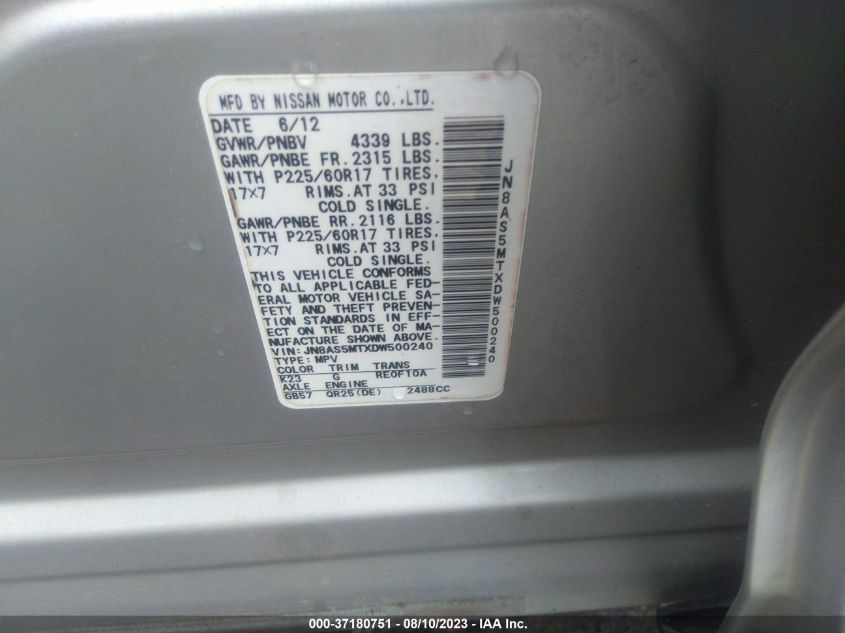 MFD BY NISSAN MOTOR CO.,LTD.
DATE 6/12
GVWR/PNBV 4339 LBS.
GAWR/PNBE FR.2315 LBS.
WITH P225/60R17 TIRES,
17X7 RIMS.AT 33 PSI
COLD SINGLE.
GAWR/PNBE RR.2116 LBS.
WITH P225/60R17 TIRES,
17X7 RIMS.AT 33 PSI
COLD SINGLE.
THIS VEHICLE CONFORMS
TO ALL APPLICABLE FED-
ERAL MOTOR VEHICLE SA-
FETY AND THEFT PREVEN-
TION STANDARDS IN EFF-
ECT ON THE DATE OF MA-
NUFACTURE SHOWN ABOVE.
VIN: JN8AS5MTXDW500240
TYPE: MPV
COLOR TRIM TRANS
K23 G RE0F10A
AXLE ENGINE
GB57 QR25(DE) 2488CC
JN8AS5MTXDW500240
000-37180751 - 08/10/2023 - IAA Inc.